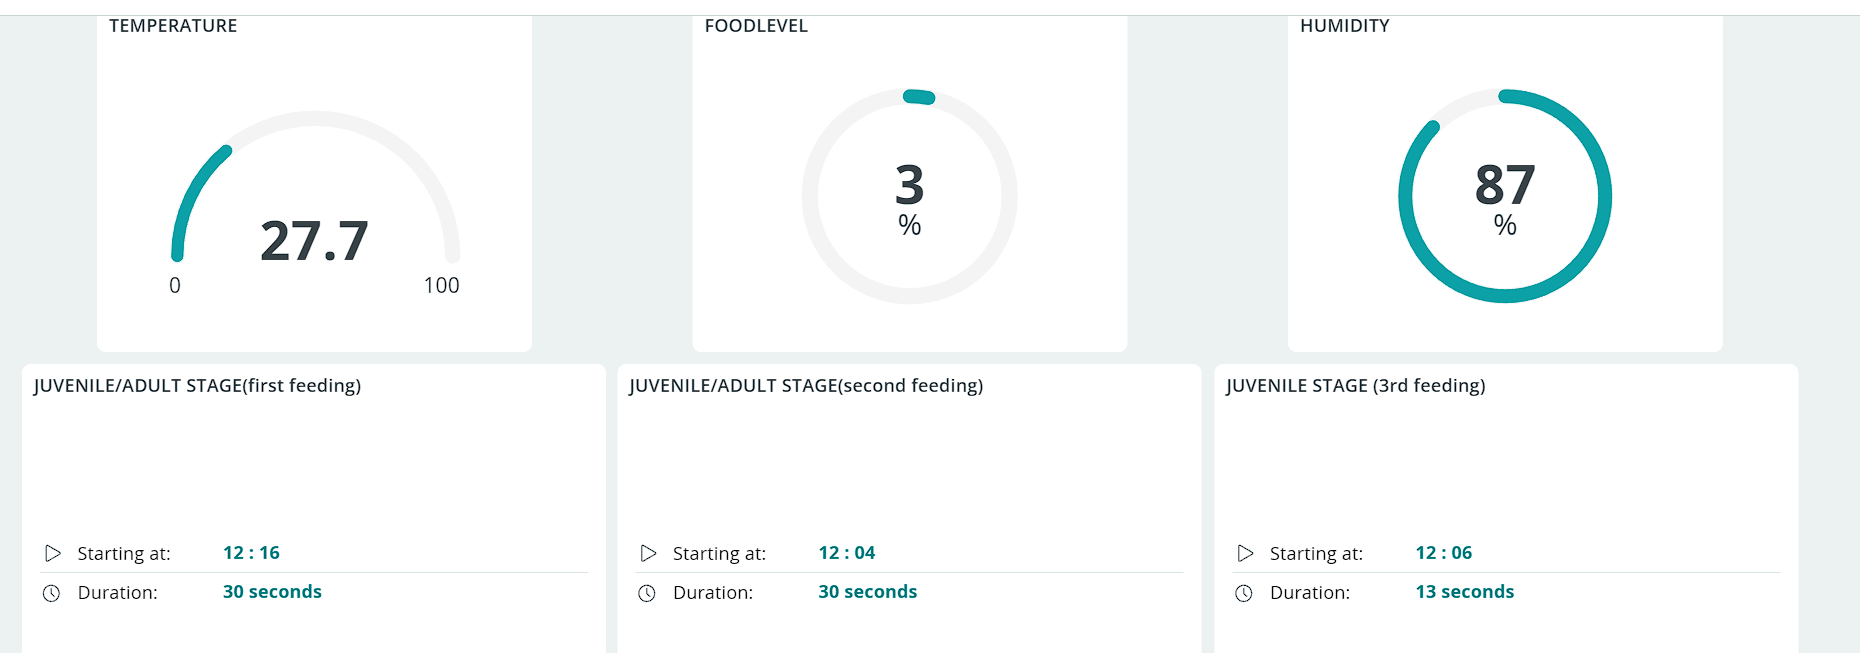 TEMPERATURE
27.7
0
100
FOODLEVEL
3
%
HUMIDITY
87
%
JUVENILE/ADULT STAGE(first feeding)
Starting at: 12 : 16
Duration: 30 seconds
JUVENILE/ADULT STAGE(second feeding)
Starting at: 12 : 04
Duration: 30 seconds
JUVENILE STAGE (3rd feeding)
Starting at: 12 : 06
Duration: 13 seconds